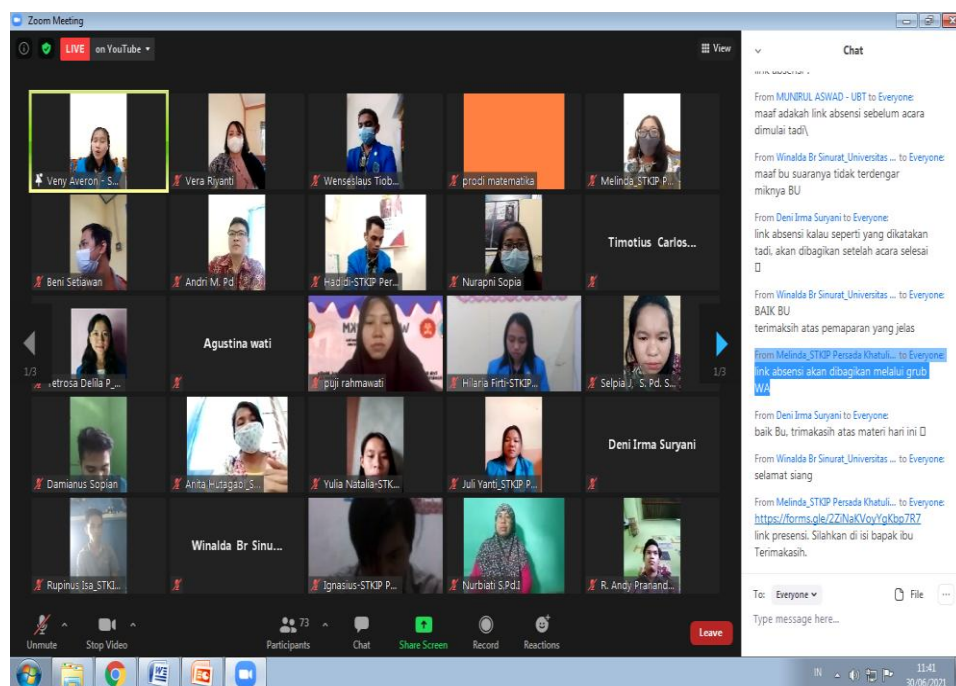 Zoom Meeting
LIVE on YouTube
View
Veny Averon - S...
Vera Riyanti
Wenseslaus Tiob...
prodi matematika
Melinda_STKIP P...
Beni Setiawan
Andri M. Pd
Hadidi-STKIP Per...
Nurapni Sopia
Timotius Carlos...
1/3
Petrosa Delila P_...
Agustina wati
puji rahmawati
Hilaria Firti-STKIP...
Selpia J, S. Pd. S...
1/3
Damianus Sopian
Anita Hutagaol_S...
Yulia Natalia-STK...
Juli Yanti_STKIP P...
Deni Irma Suryani
Rupinus Isa_STKI...
Winalda Br Sinu...
Ignasius-STKIP P...
Nurbiati S.Pd.I
R. Andy Pranand...
Unmute
Stop Video
73
Participants
Chat
Share Screen
Record
Reactions
Leave
Chat
link absensi .
From MUNIRUL ASWAD - UBT to Everyone:
maaf adakah link absensi sebelum acara
dimulai tadi\
From Winalda Br Sinurat_Universitas ... to Everyone:
maaf bu suaranya tidak terdengar
miknya BU
From Deni Irma Suryani to Everyone:
link absensi kalau seperti yang dikatakan
tadi, akan dibagikan setelah acara selesai
From Winalda Br Sinurat_Universitas ... to Everyone:
BAIK BU
terimaksih atas pemaparan yang jelas
From Melinda_STKIP Persada Khatuli... to Everyone:
link absensi akan dibagikan melalui grub
WA
From Deni Irma Suryani to Everyone:
baik Bu, trimakasih atas materi hari ini
From Winalda Br Sinurat_Universitas ... to Everyone:
selamat siang
From Melinda_STKIP Persada Khatuli... to Everyone:
https://forms.gle/2ZiNaKVoyYgKbp7R7
link presensi. Silahkan di isi bapak ibu
Terimakasih.
To: Everyone
File
Type message here...
IN
11:41
30/06/2021